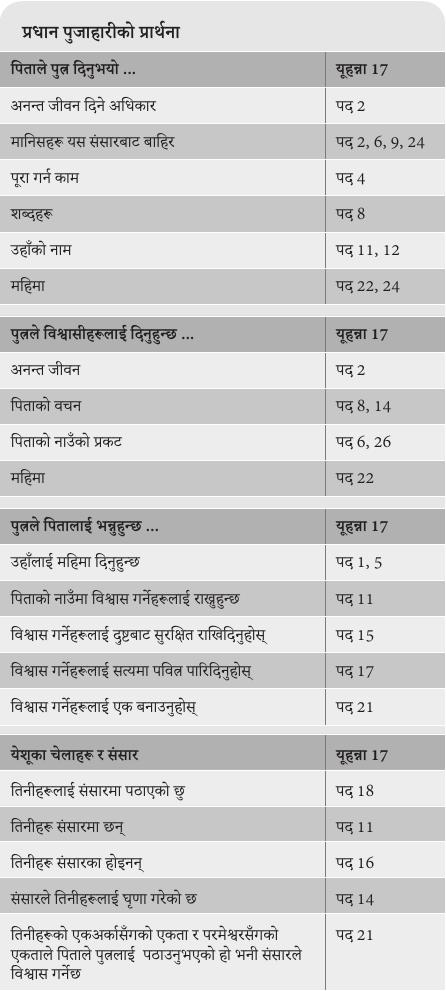 प्रधान पुजाहारीको प्रार्थना
पिताले पुत्र दिनुभयो ... यूहन्ना 17
अनन्त जीवन दिने अधिकार पद 2
मानिसहरू यस संसारबाट बाहिर पद 2, 6, 9, 24
पूरा गर्न काम पद 4
शब्दहरू पद 8
उहाँको नाम पद 11, 12
महिमा पद 22, 24
पुत्रले विश्वासीहरूलाई दिनुहुन्छ ... यूहन्ना 17
अनन्त जीवन पद 2
पिताको वचन पद 8, 14
पिताको नाउँको प्रकट पद 6, 26
महिमा पद 22
पुत्रले पितालाई भन्नुहुन्छ ... यूहन्ना 17
उहाँलाई महिमा दिनुहुन्छ पद 1, 5
पिताको नाउँमा विश्वास गर्नेहरूलाई राख्नुहुन्छ पद 11
विश्वास गर्नेहरूलाई दुष्टबाट सुरक्षित राखिदिनुहोस् पद 15
विश्वास गर्नेहरूलाई सत्यमा पवित्र पारिदिनुहोस् पद 17
विश्वास गर्नेहरूलाई एक बनाउनुहोस् पद 21
येशूका चेलाहरू र संसार यूहन्ना 17
तिनीहरूलाई संसारमा पठाएको छु पद 18
तिनीहरू संसारमा छन् पद 11
तिनीहरू संसारका होइनन् पद 16
संसारले तिनीहरूलाई घृणा गरेको छ पद 14
तिनीहरूको एकअर्कासँगको एकता र परमेश्वरसँगको पद 21
एकताले पिताले पुत्रलाई पठाउनुभएको हो भनी संसारले
विश्वास गर्नेछ